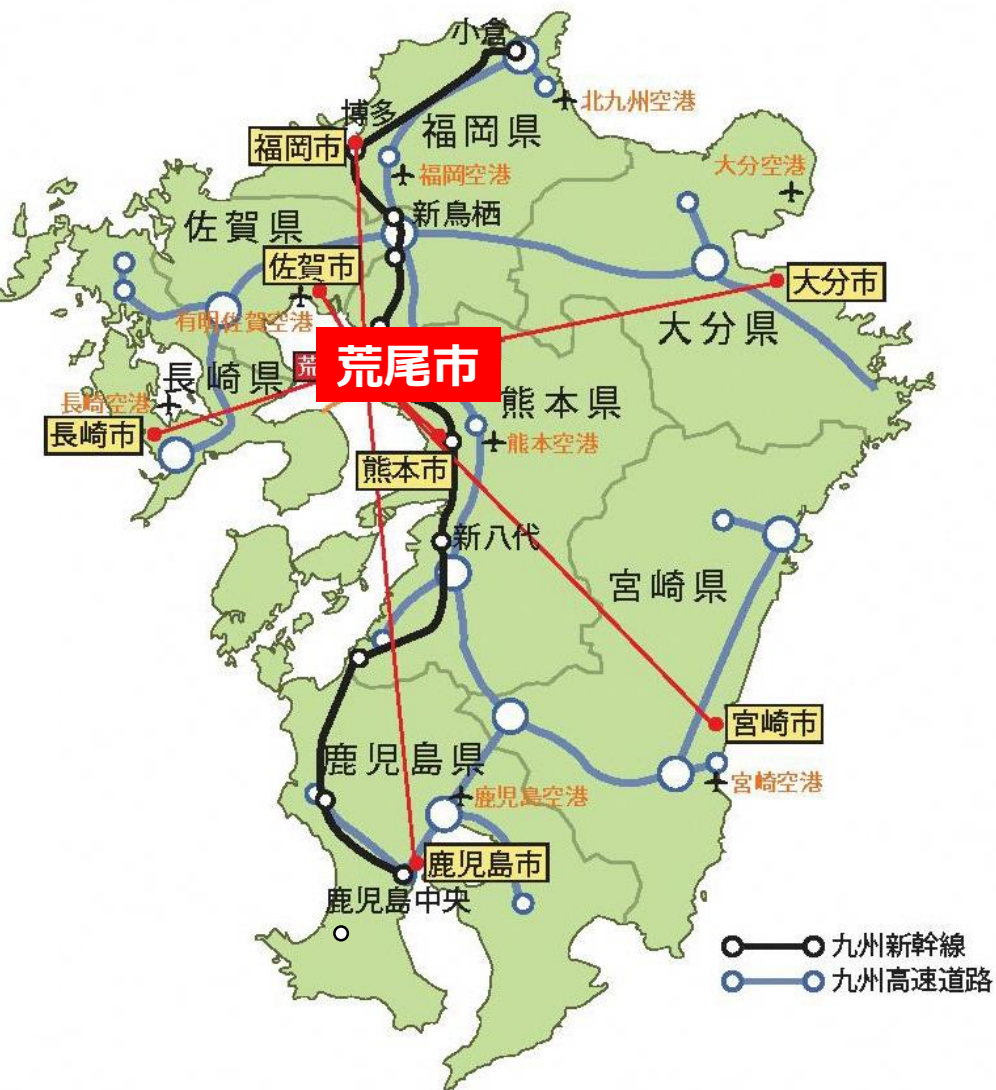 小倉
北九州空港
博多
福岡県
福岡市
福岡空港
大分空港
新鳥栖
佐賀県
佐賀市
大分市
有明佐賀空港
大分県
荒
荒尾市
長崎県
長崎空港
熊本県
長崎市
熊本空港
熊本市
新八代
宮崎県
宮崎市
鹿児島県
宮崎空港
鹿児島空港
鹿児島市
鹿児島中央
九州新幹線
九州高速道路